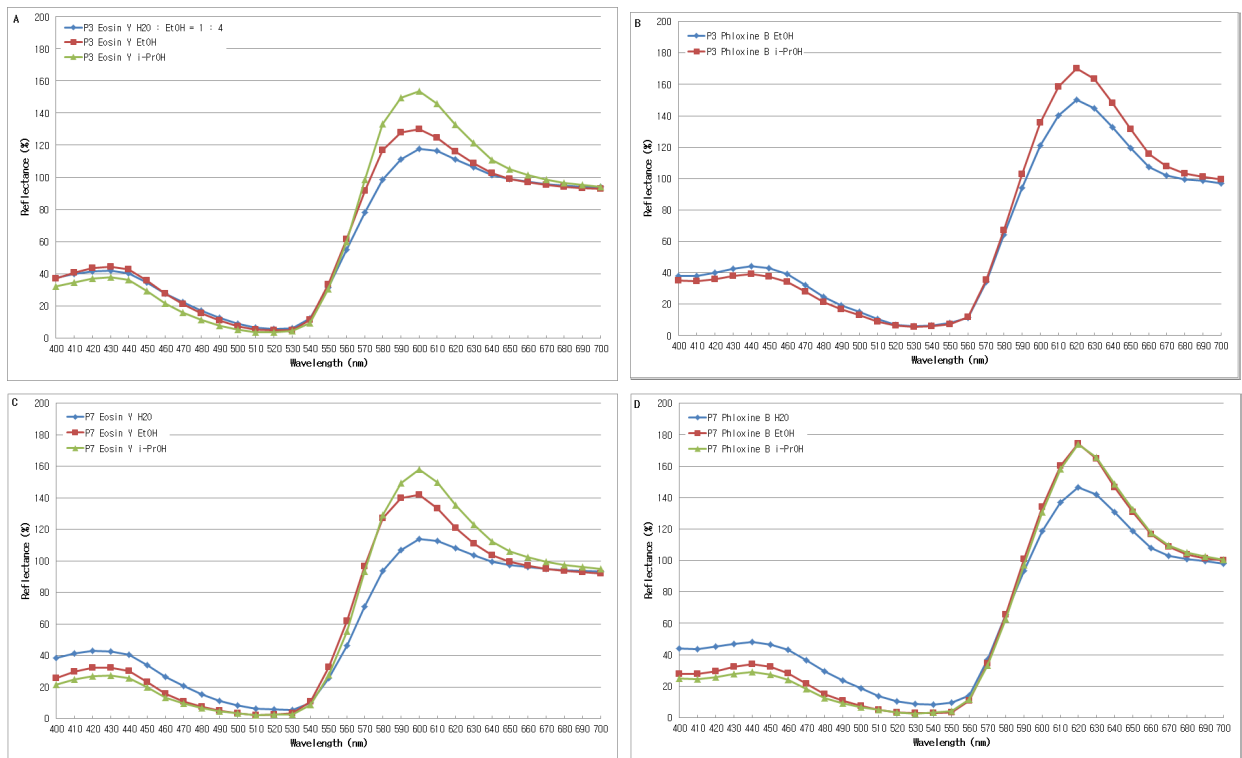 A
P3 Eosin Y H2O : EtOH = 1 : 4
P3 Eosin Y EtOH
P3 Eosin Y i-PrOH
200
180
160
140
120
100
80
60
40
20
0
Reflectance (%)
400 410 420 430 440 450 460 470 480 490 500 510 520 530 540 550 560 570 580 590 600 610 620 630 640 650 660 670 680 690 700
Wavelength (nm)
B
P3 Phloxine B EtOH
P3 Phloxine B i-PrOH
200
180
160
140
120
100
80
60
40
20
0
Reflectance (%)
400 410 420 430 440 450 460 470 480 490 500 510 520 530 540 550 560 570 580 590 600 610 620 630 640 650 660 670 680 690 700
Wavelength (nm)
C
P7 Eosin Y H2O
P7 Eosin Y EtOH
P7 Eosin Y i-PrOH
200
180
160
140
120
100
80
60
40
20
0
Reflectance (%)
400 410 420 430 440 450 460 470 480 490 500 510 520 530 540 550 560 570 580 590 600 610 620 630 640 650 660 670 680 690 700
Wavelength (nm)
D
P7 Phloxine B H2O
P7 Phloxine B EtOH
P7 Phloxine B i-PrOH
200
180
160
140
120
100
80
60
40
20
0
Reflectance (%)
400 410 420 430 440 450 460 470 480 490 500 510 520 530 540 550 560 570 580 590 600 610 620 630 640 650 660 670 680 690 700
Wavelength (nm)